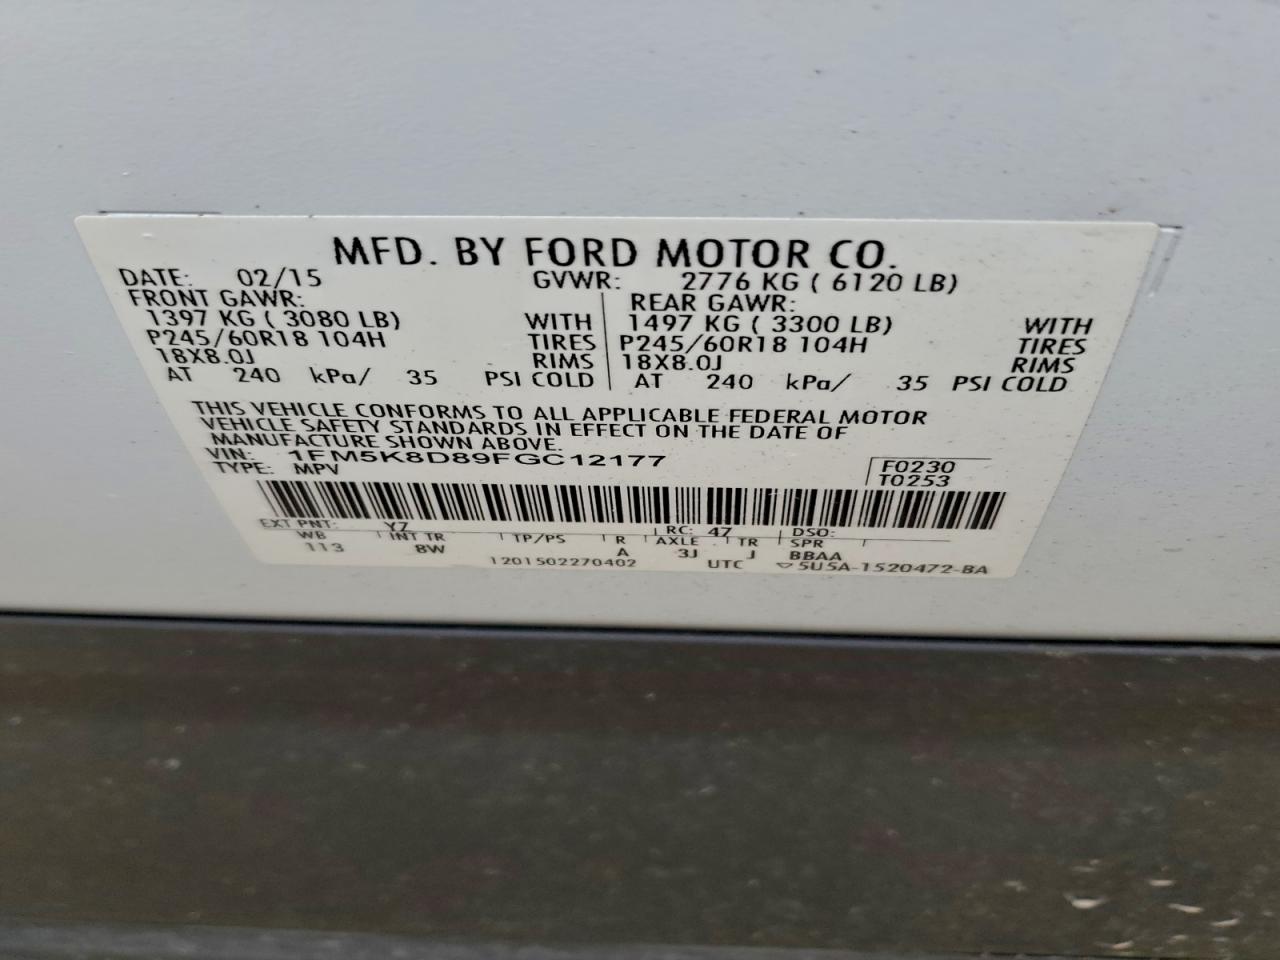 MFD. BY FORD MOTOR CO.
DATE: 02/15 GVWR: 2776 KG ( 6120 LB)
FRONT GAWR: REAR GAWR:
1397 KG ( 3080 LB) WITH 1497 KG ( 3300 LB) WITH
P245/60R18 104H TIRES P245/60R18 104H TIRES
18X8.0J RIMS 18X8.0J RIMS
AT 240 kPa/ 35 PSI COLD AT 240 kPa/ 35 PSI COLD
THIS VEHICLE CONFORMS TO ALL APPLICABLE FEDERAL MOTOR
VEHICLE SAFETY STANDARDS IN EFFECT ON THE DATE OF
MANUFACTURE SHOWN ABOVE.
VIN: 1FM5K8D89FGC12177
TYPE: MPV F0230
T0253
EXT PNT: YZ RC: 47 DSO:
WB INT TR TP/PS R AXLE TR SPR
113 8W A 3J J BBAA
1201502270402 UTC ▽5U5A-1520472-BA